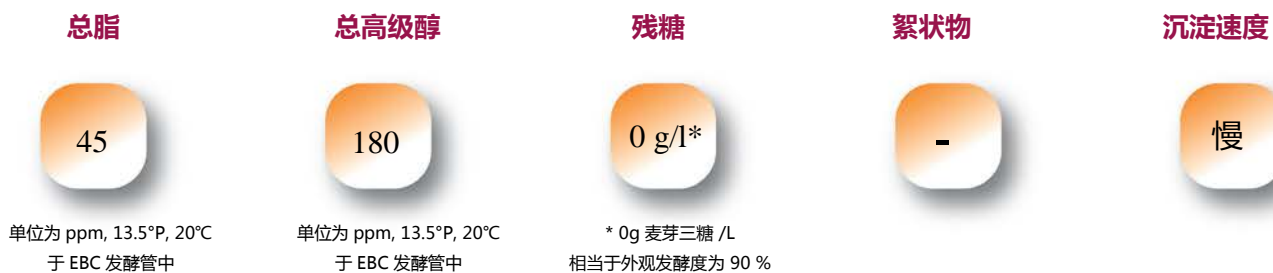 总脂 总高级醇 残糖 絮状物 沉淀速度
45 180 0 g/l* - 慢
单位为 ppm, 13.5°P, 20℃ 单位为 ppm, 13.5°P, 20℃ * 0g 麦芽三糖 /L
于 EBC 发酵管中 于 EBC 发酵管中 相当于外观发酵度为 90 %